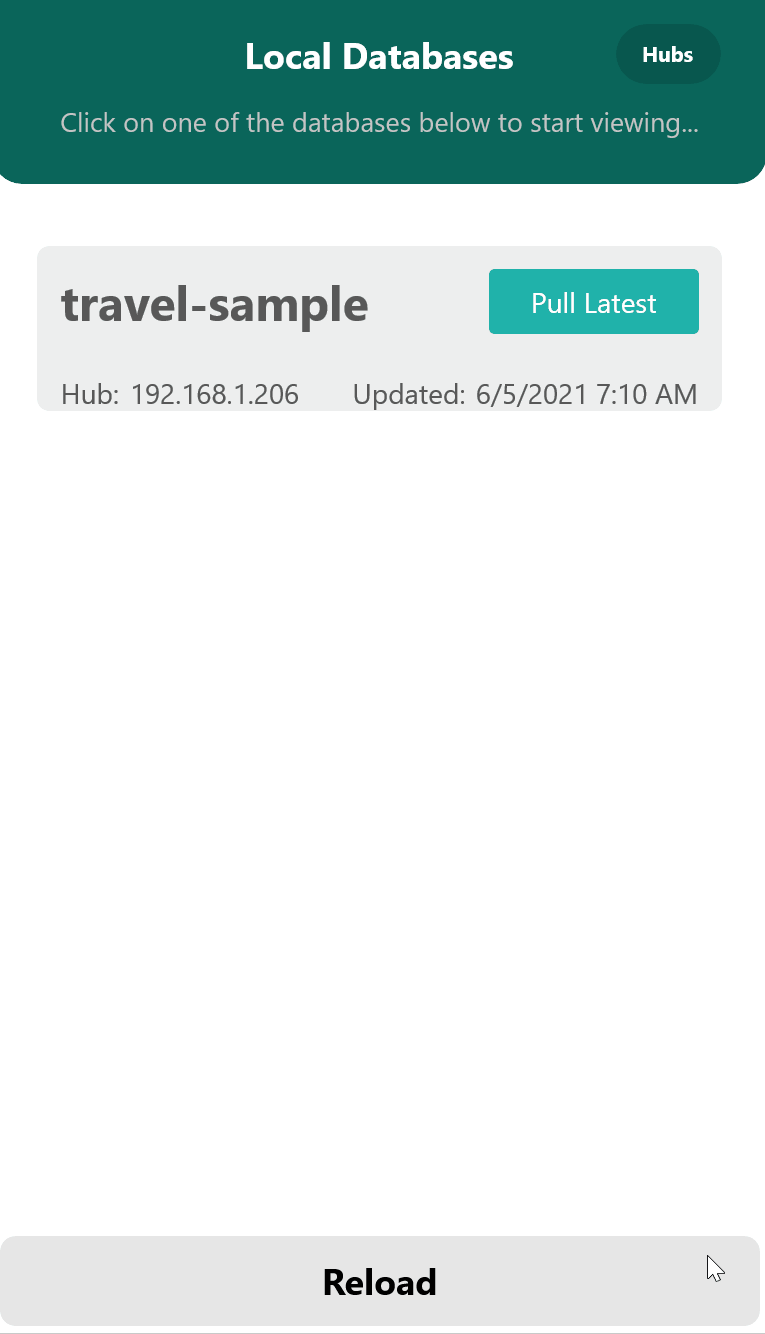 Local Databases
Hubs
Click on one of the databases below to start viewing...
travel-sample
Pull Latest
Hub: 192.168.1.206 Updated: 6/5/2021 7:10 AM
Reload